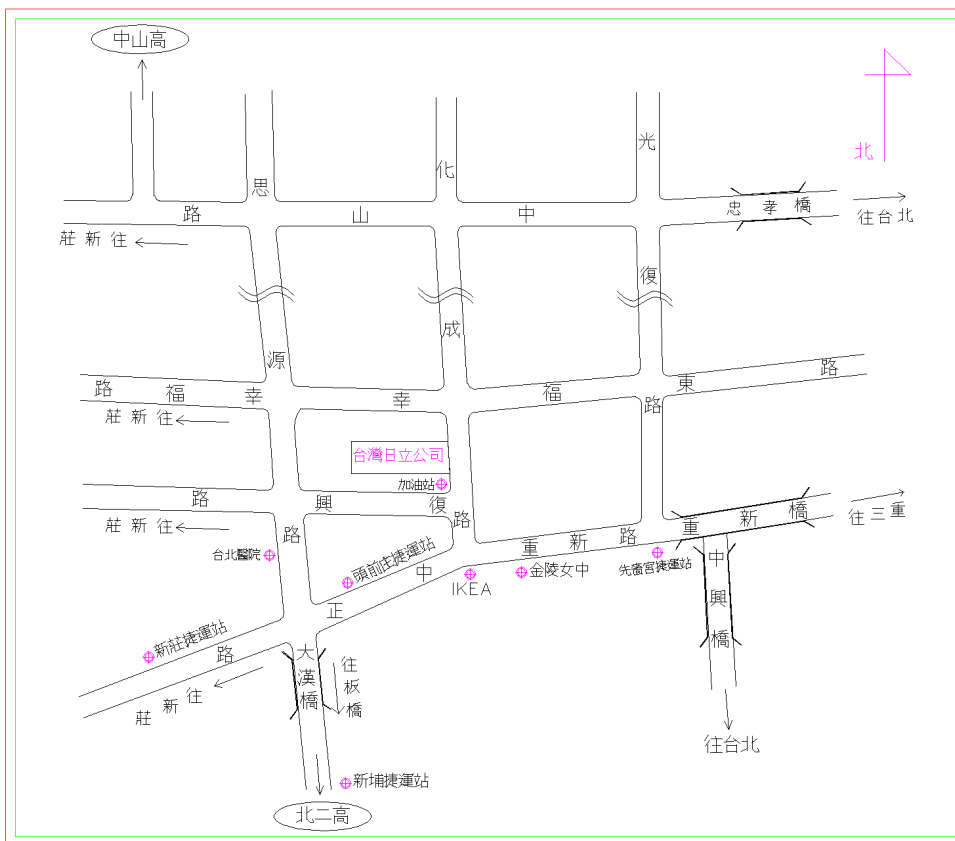 中山高
北
思源路
化成路
光復路
中山路
忠孝橋
往台北
往新莊
幸福路
幸福東路
往新莊
台灣日立公司
加油站
復興路
往新莊
重新橋
往三重
重新路
台北醫院
頭前庄捷運站
IKEA
金陵女中
先嗇宮捷運站
中興橋
中正路
新莊捷運站
往新莊
大漢橋
往板橋
往台北
新埔捷運站
北二高